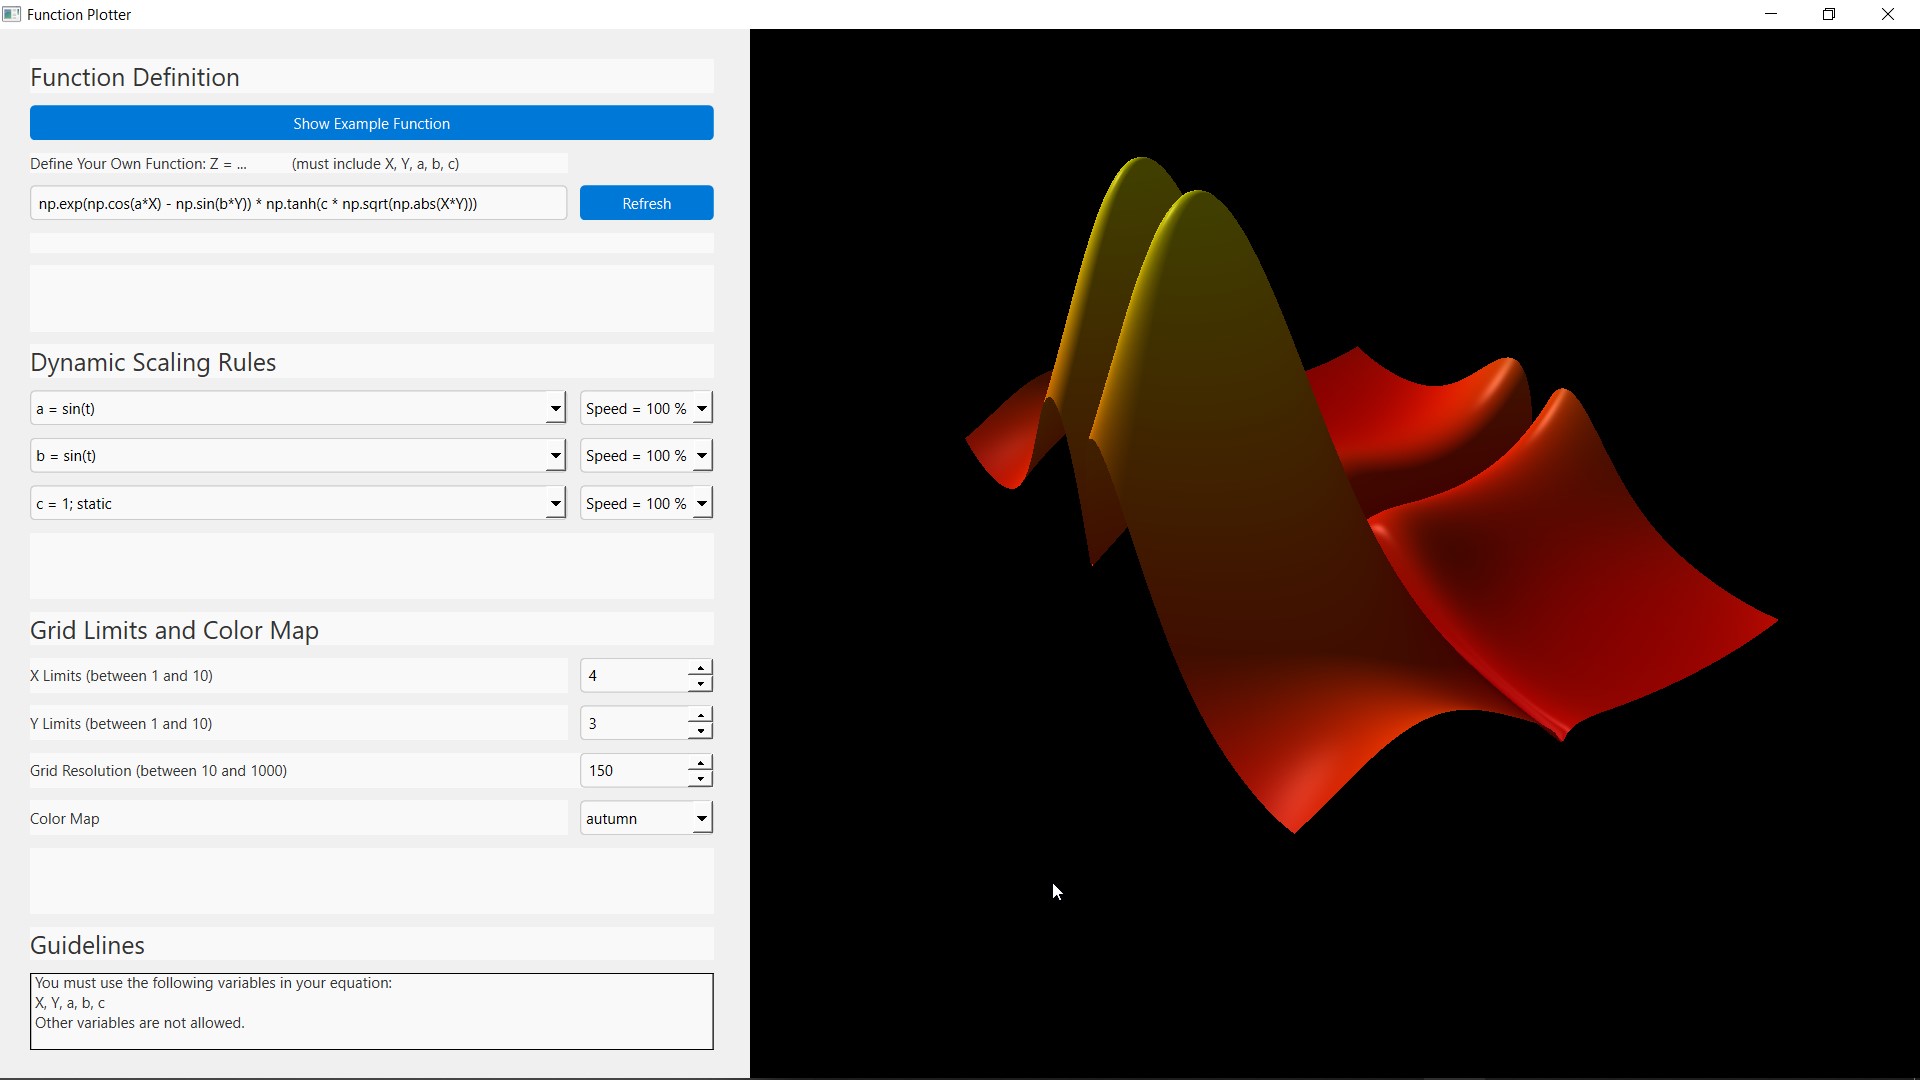 Function Plotter
Function Definition
Show Example Function
Define Your Own Function: Z = ... (must include X, Y, a, b, c)
np.exp(np.cos(a*X) - np.sin(b*Y)) * np.tanh(c * np.sqrt(np.abs(X*Y)))
Refresh
Dynamic Scaling Rules
a = sin(t)
Speed = 100 %
b = sin(t)
Speed = 100 %
c = 1; static
Speed = 100 %
Grid Limits and Color Map
X Limits (between 1 and 10)
4
Y Limits (between 1 and 10)
3
Grid Resolution (between 10 and 1000)
150
Color Map
autumn
Guidelines
You must use the following variables in your equation:
X, Y, a, b, c
Other variables are not allowed.